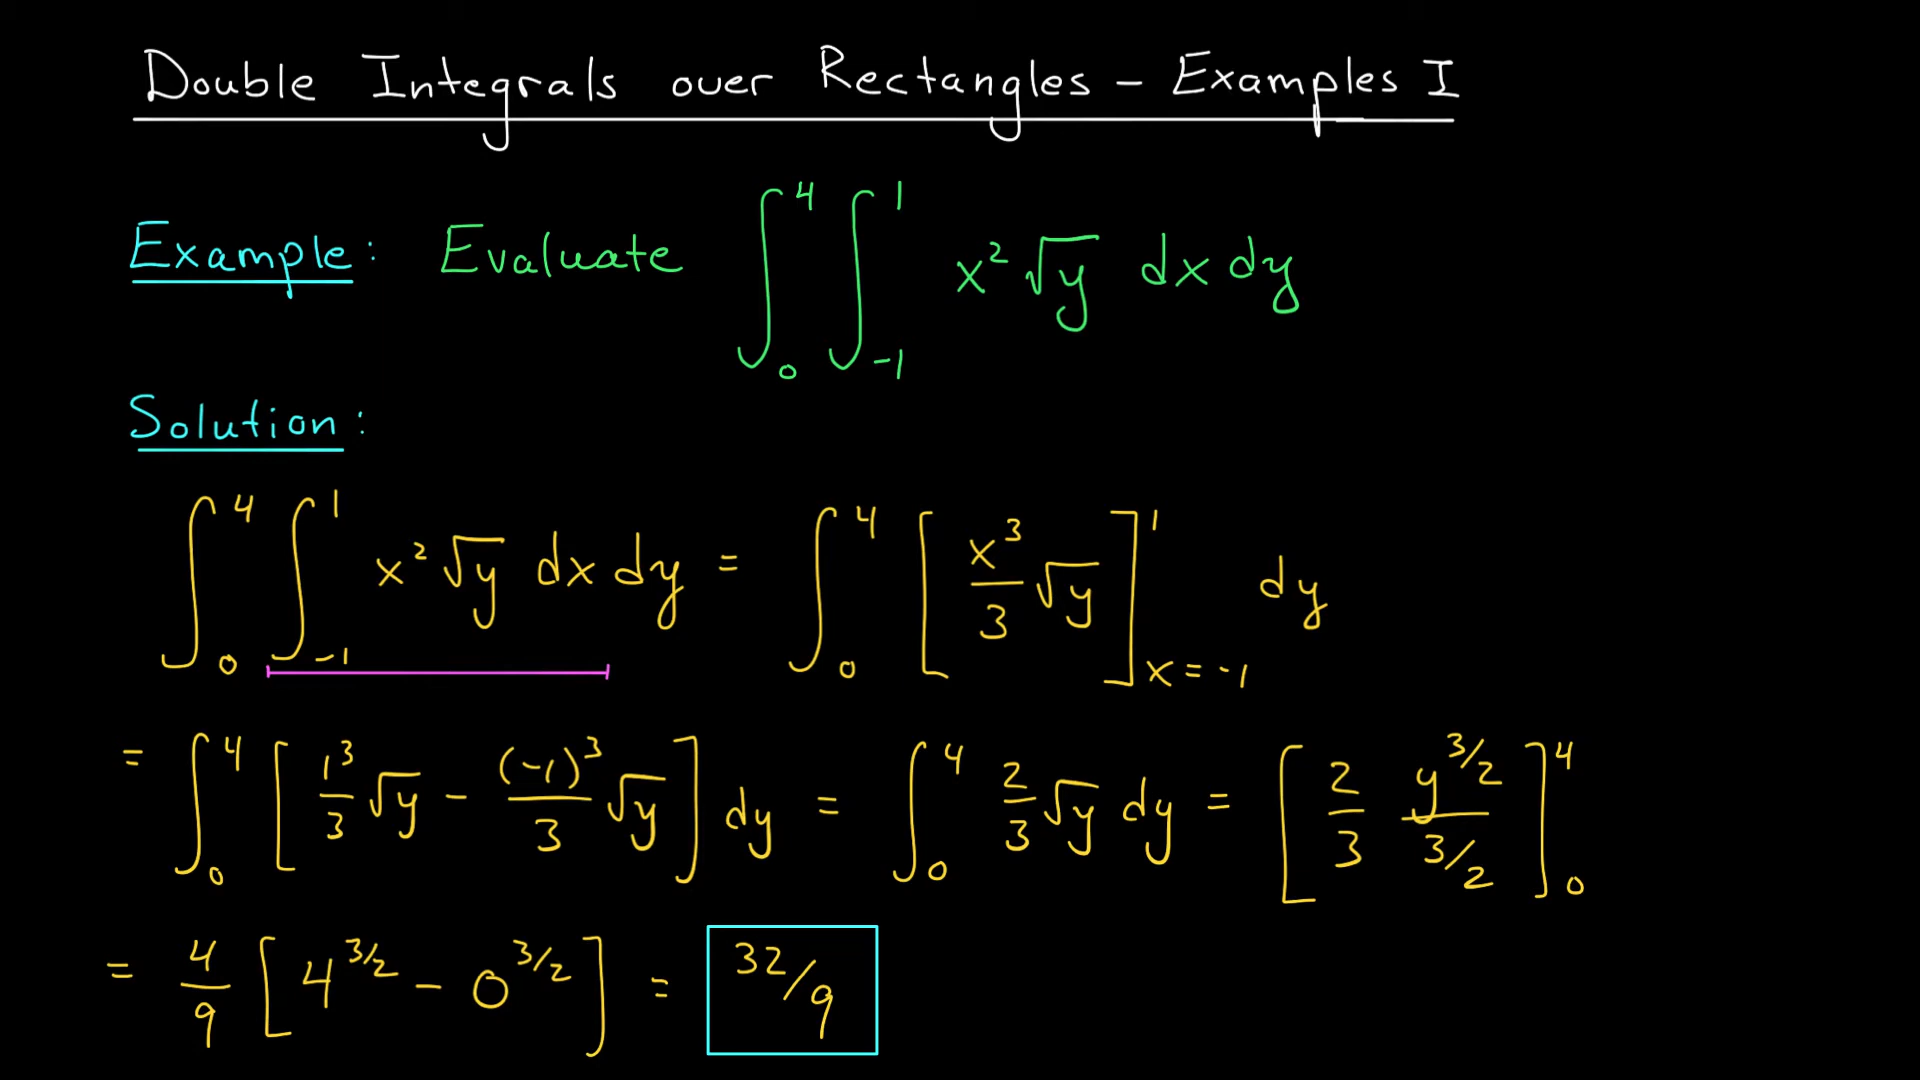 Double Integrals over Rectangles - Examples I
Example: Evaluate ∫₀⁴ ∫₋₁¹ x² √y dx dy
Solution:
∫₀⁴ ∫₋₁¹ x² √y dx dy = ∫₀⁴ [ x³/3 √y ]¹ₓ₌₋₁ dy
= ∫₀⁴ [ 1³/3 √y - (-1)³/3 √y ] dy = ∫₀⁴ 2/3 √y dy = [ 2/3 y^(3/2)/(3/2) ]₀⁴
= 4/9 [ 4^(3/2) - 0^(3/2) ] = 32/9